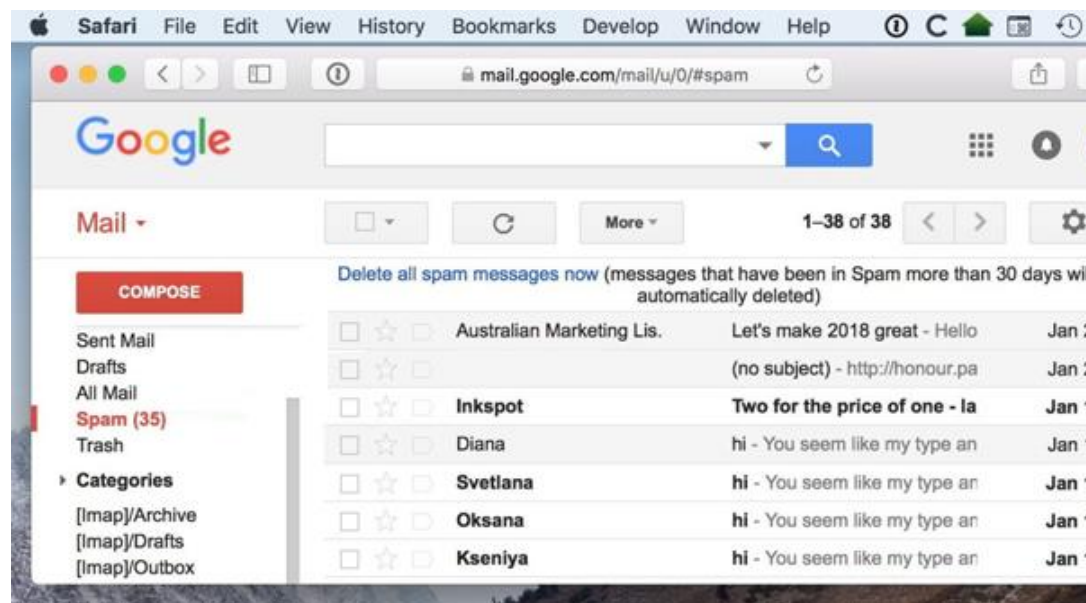 Safari File Edit View History Bookmarks Develop Window Help
mail.google.com/mail/u/0/#spam
Google
Mail
More
1–38 of 38
COMPOSE
Sent Mail
Drafts
All Mail
Spam (35)
Trash
Categories
[Imap]/Archive
[Imap]/Drafts
[Imap]/Outbox
Delete all spam messages now (messages that have been in Spam more than 30 days wi
automatically deleted)
Australian Marketing Lis. Let's make 2018 great - Hello Jan
(no subject) - http://honour.pa Jan
Inkspot Two for the price of one - la Jan
Diana hi - You seem like my type an Jan
Svetlana hi - You seem like my type an Jan
Oksana hi - You seem like my type an Jan
Kseniya hi - You seem like my type an Jan